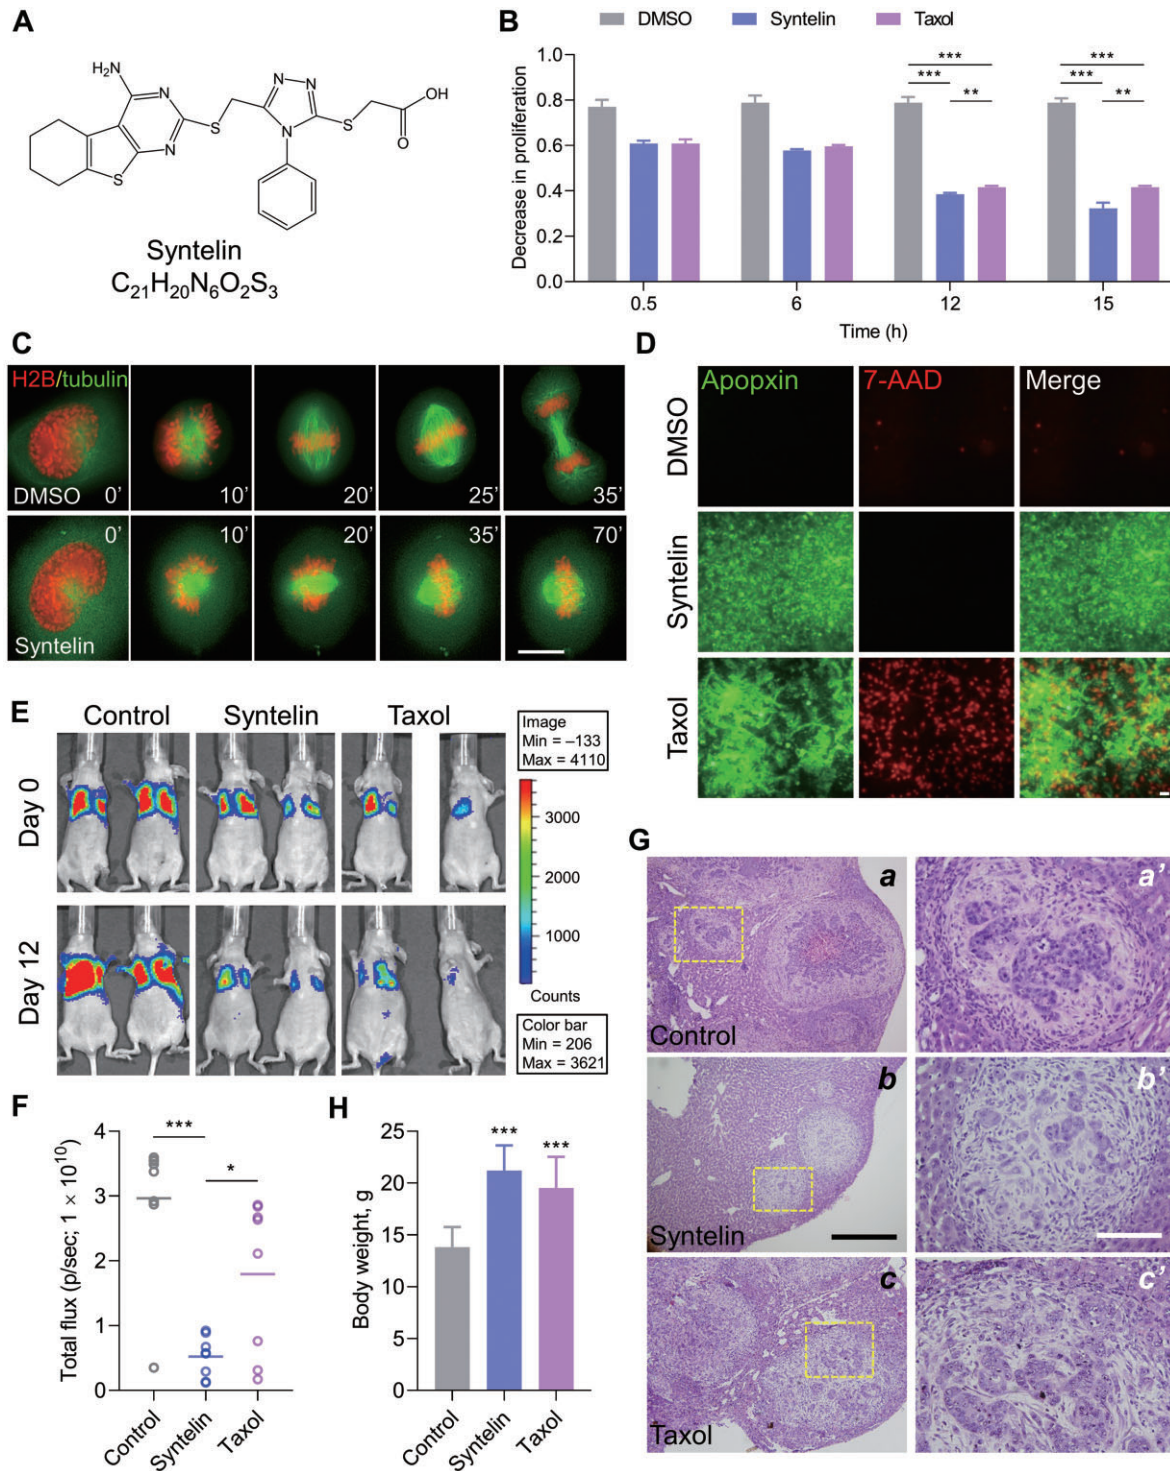 A
H₂N
N
N
S
S
N
N
N
S
OH
O
Syntelin
C₂₁H₂₀N₆O₂S₃
B
DMSO Syntelin Taxol
Decrease in proliferation
1.0
0.8
0.6
0.4
0.2
0.0
*** *** **
*** *** **
0.5 6 12 15
Time (h)
C
H2B/tubulin
DMSO 0’ 10’ 20’ 25’ 35’
0’ 10’ 20’ 35’ 70’
Syntelin
D
Apopxin 7-AAD Merge
DMSO
Syntelin
Taxol
E
Control Syntelin Taxol
Day 0
Day 12
Image
Min = –133
Max = 4110
3000
2000
1000
Counts
Color bar
Min = 206
Max = 3621
F
Total flux (p/sec; 1 × 10¹⁰)
4
3
2
1
0
***
*
Control
Syntelin
Taxol
H
Body weight, g
25
20
15
10
5
0
***
***
Control
Syntelin
Taxol
G
a a’
Control
b b’
Syntelin
c c’
Taxol